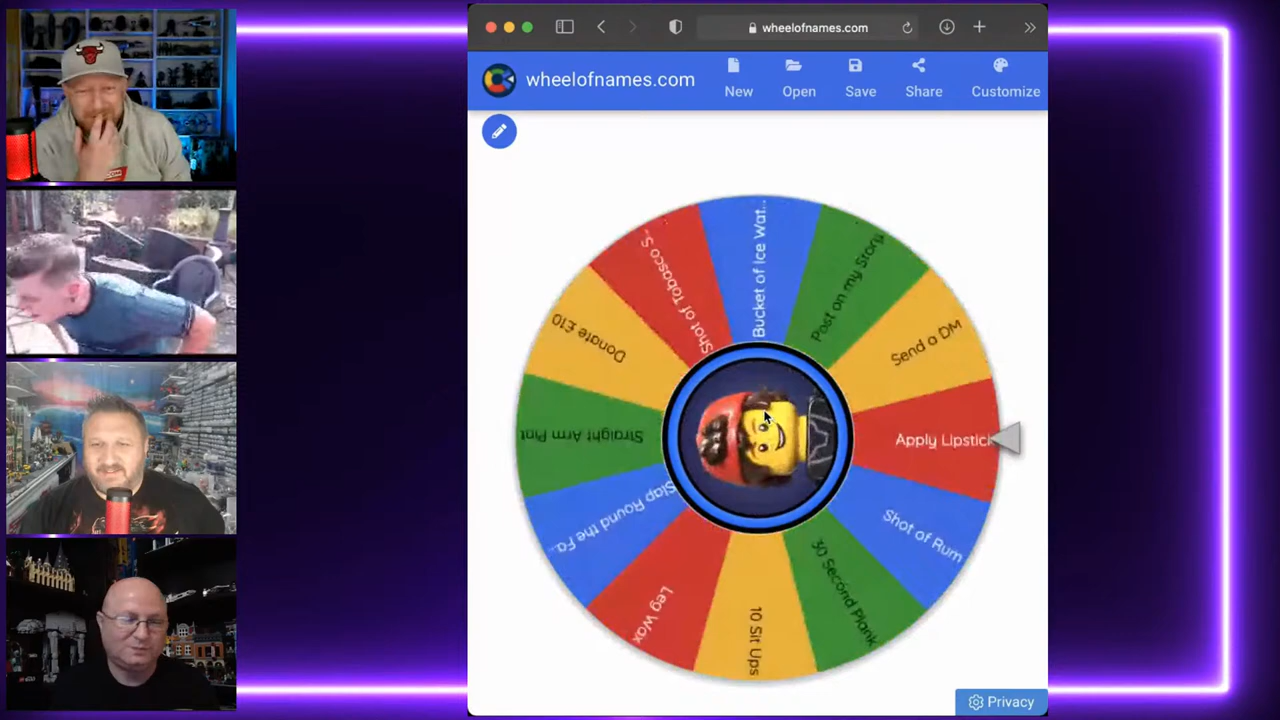 wheelofnames.com
wheelofnames.com
New
Open
Save
Share
Customize
Bucket of Ice Wat...
Post on my Story
Send a DM
Apply Lipstick
Shot of Rum
30 Second Plank
10 Sit Ups
Leg Wax
Slap Round the Fa...
Straight Arm Pint
Donate £10
Shot of Tobasco S...
Privacy